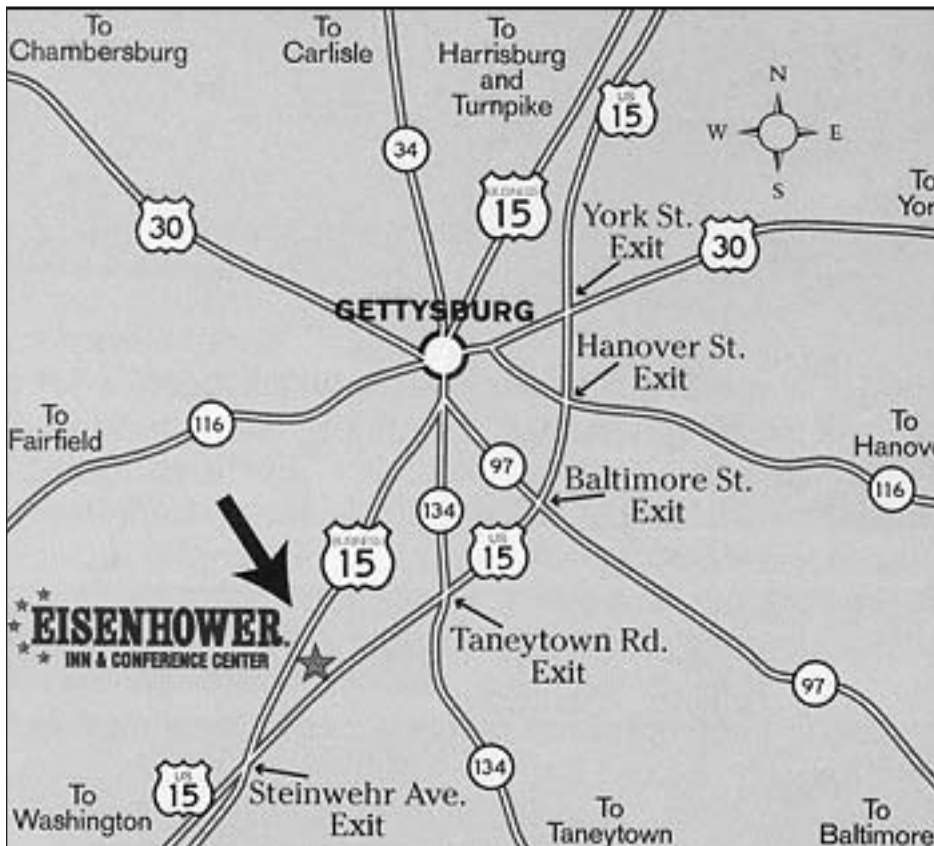 To
Chambersburg
To
Carlisle
To
Harrisburg
and
Turnpike
US
15
N
W E
S
34
BUSINESS
15
30
York St.
Exit
30
To
York
GETTYSBURG
Hanover St.
Exit
To
Fairfield
116
97
134
Baltimore St.
Exit
To
Hanove
116
BUSINESS
15
US
15
EISENHOWER
INN & CONFERENCE CENTER
Taneytown Rd.
Exit
97
US
15
To
Washington
Steinwehr Ave.
Exit
134
To
Taneytown
To
Baltimore